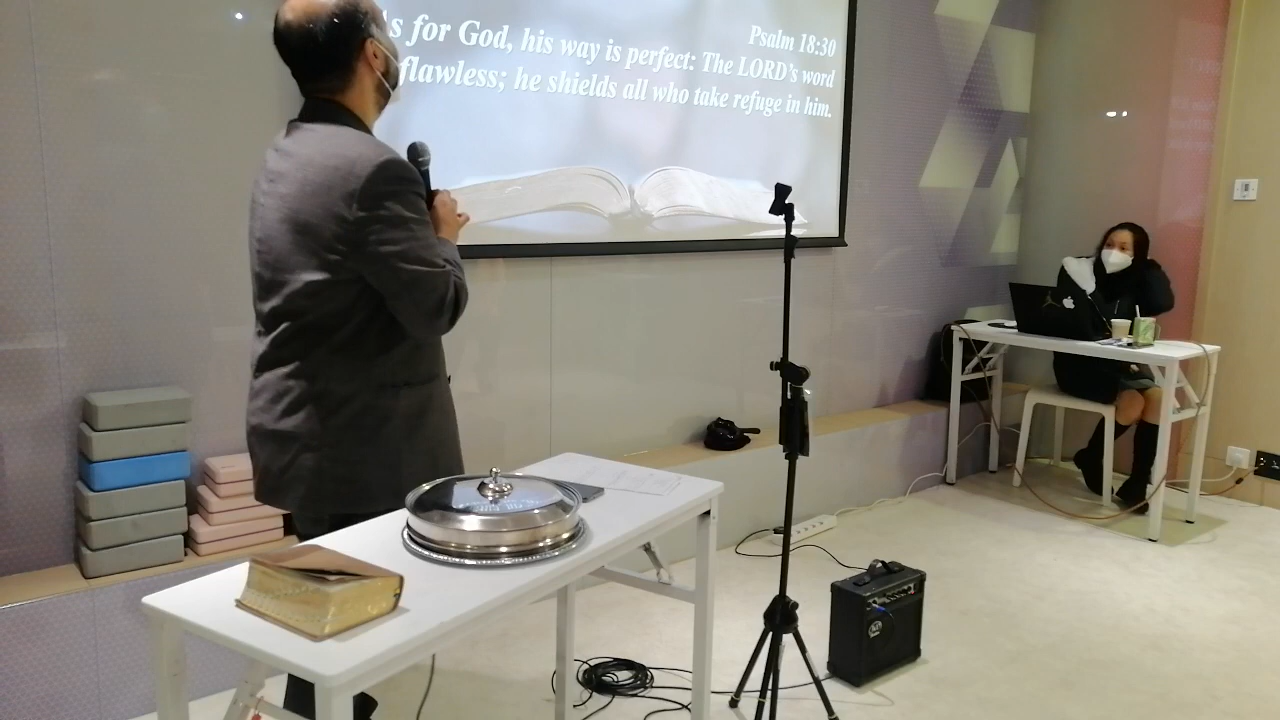 Psalm 18:30
s for God, his way is perfect: The LORD's word
flawless; he shields all who take refuge in him.